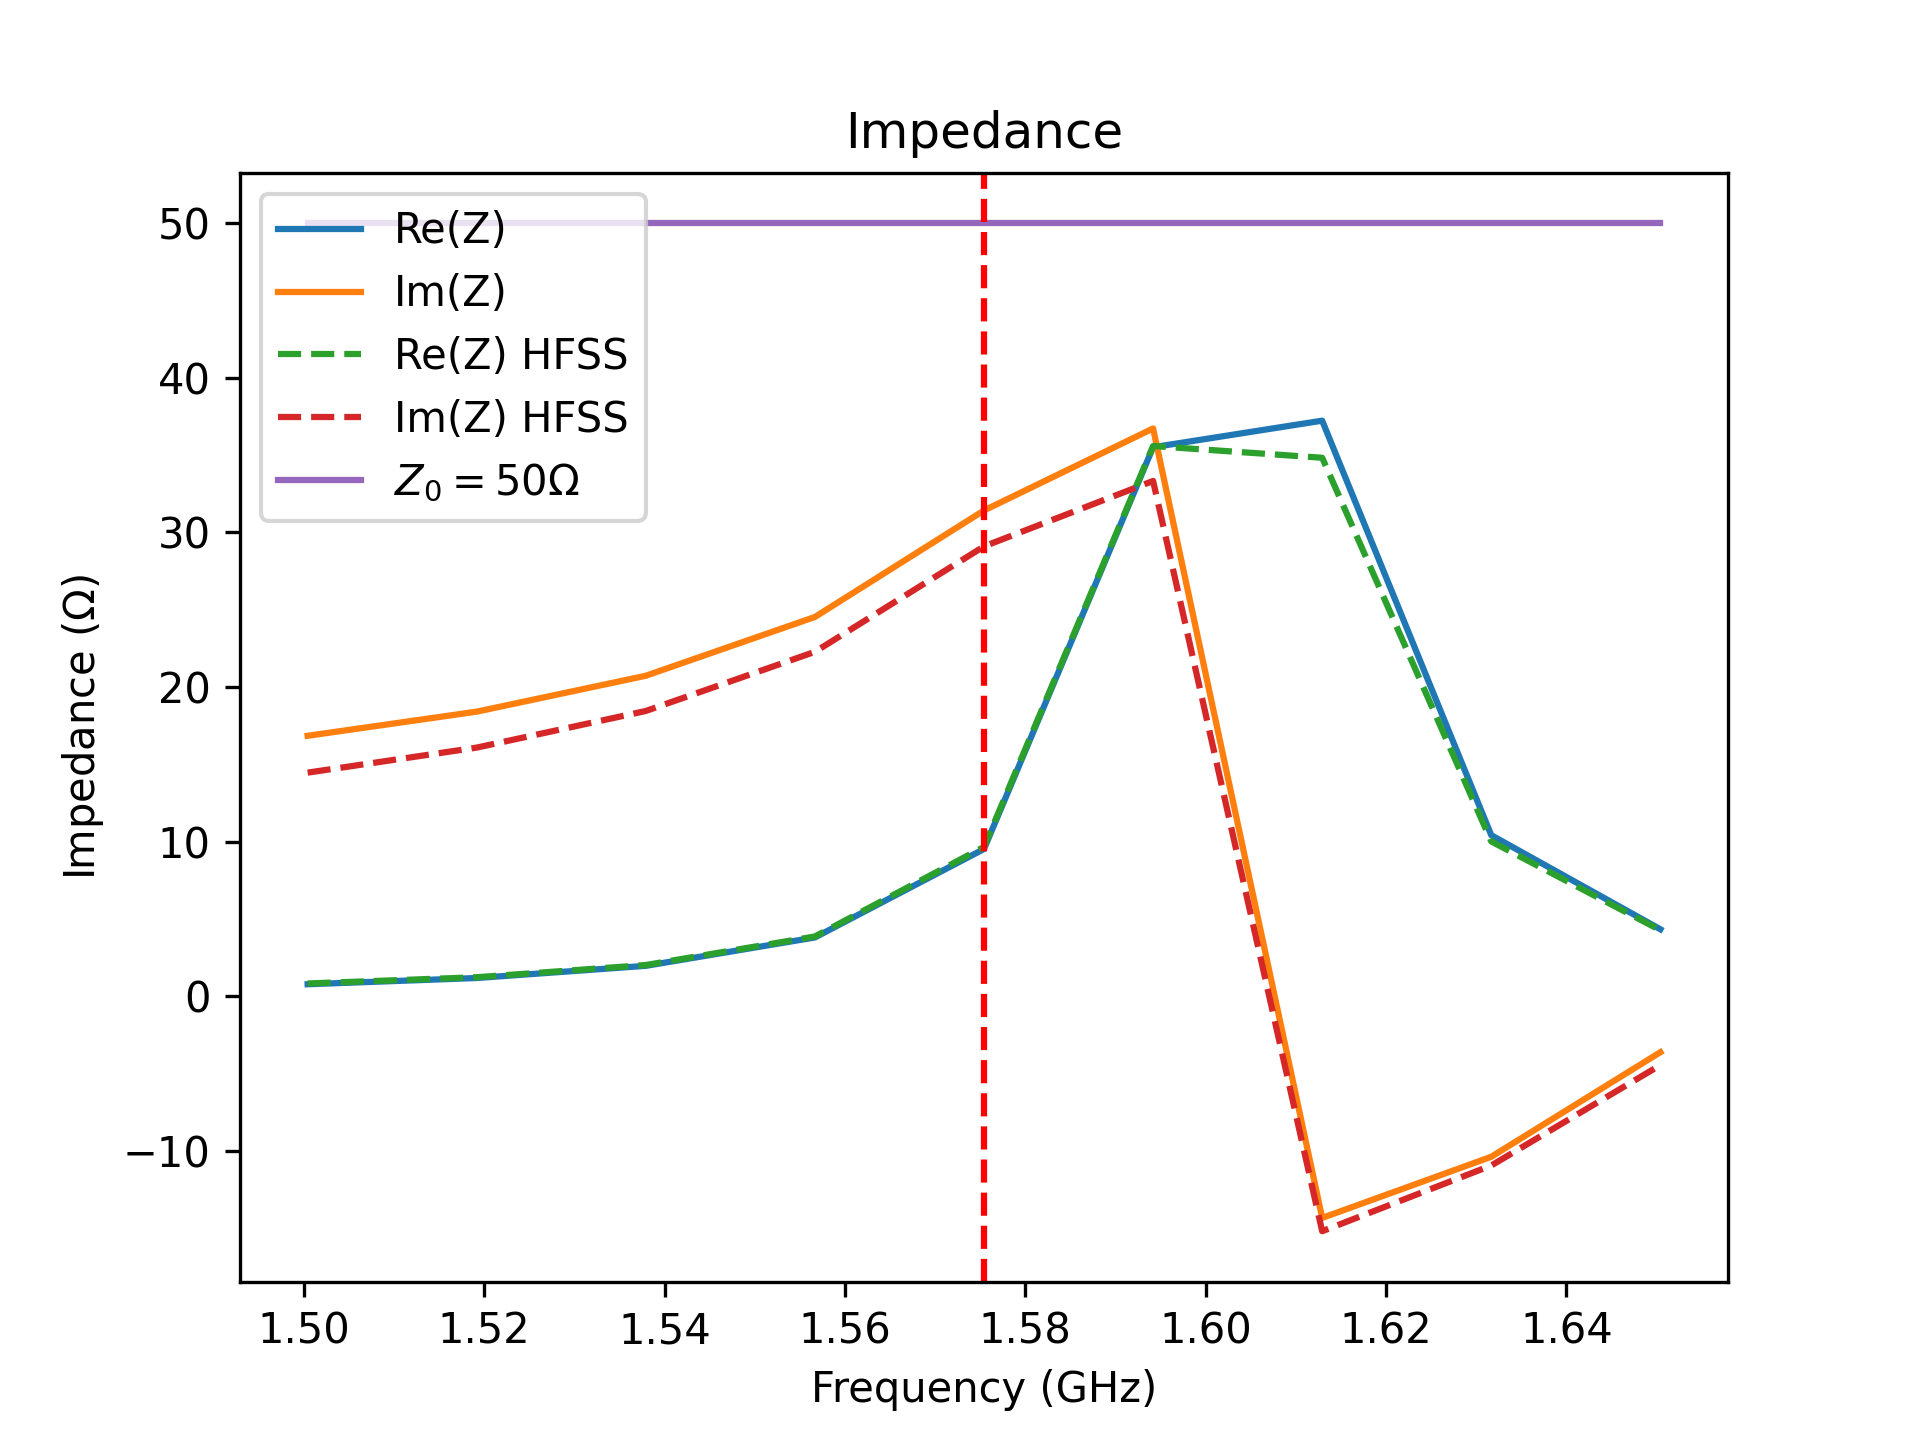 Impedance
Re(Z)
Im(Z)
Re(Z) HFSS
Im(Z) HFSS
Z₀ = 50Ω
Impedance (Ω)
50
40
30
20
10
0
−10
1.50 1.52 1.54 1.56 1.58 1.60 1.62 1.64
Frequency (GHz)